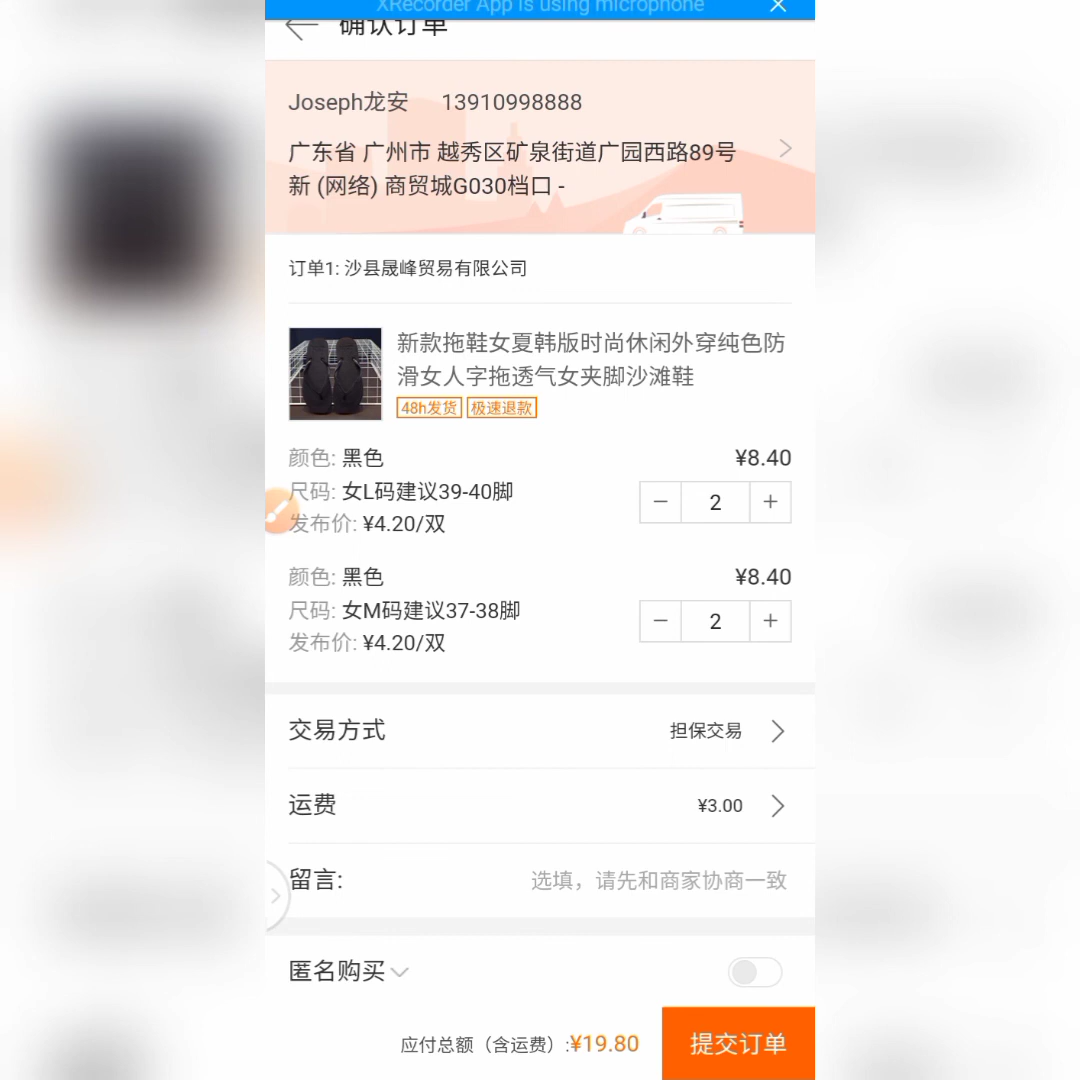 XRecorder App is using microphone
确认订单
Joseph龙安 13910998888
广东省 广州市 越秀区矿泉街道广园西路89号
新 (网络) 商贸城G030档口 -
订单1: 沙县晟峰贸易有限公司
新款拖鞋女夏韩版时尚休闲外穿纯色防
滑女人字拖透气女夹脚沙滩鞋
48h发货 极速退款
颜色: 黑色 ¥8.40
尺码: 女L码建议39-40脚
− 2 +
发布价: ¥4.20/双
颜色: 黑色 ¥8.40
尺码: 女M码建议37-38脚
− 2 +
发布价: ¥4.20/双
交易方式 担保交易
运费 ¥3.00
留言: 选填，请先和商家协商一致
匿名购买
应付总额（含运费）:¥19.80 提交订单